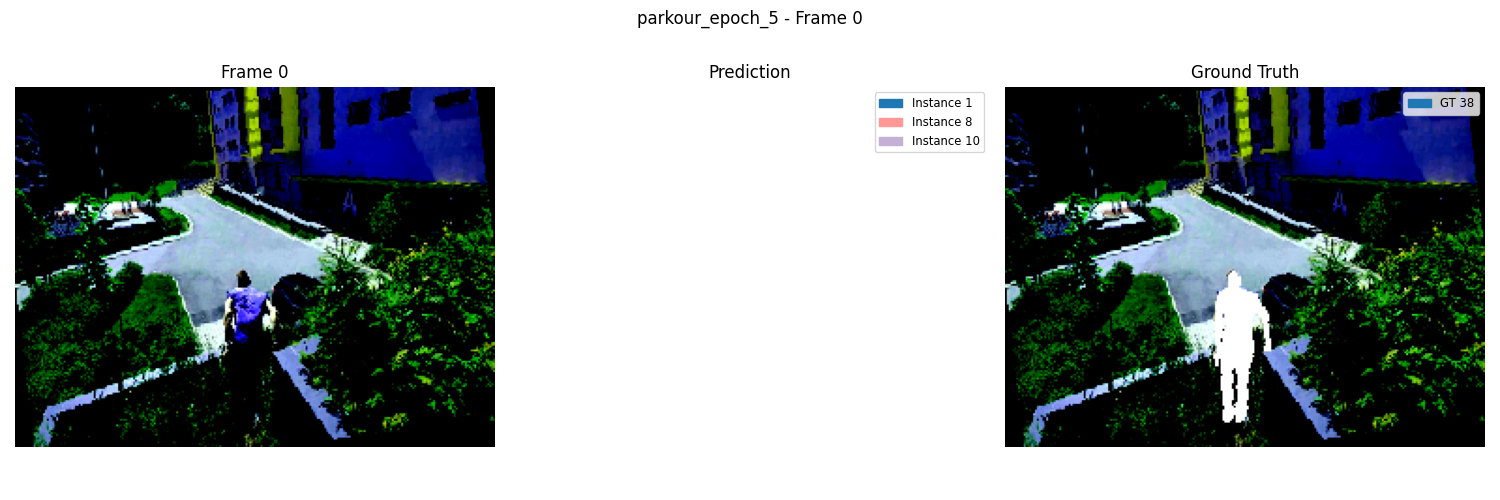 parkour_epoch_5 - Frame 0
Frame 0
Prediction
Ground Truth
Instance 1
Instance 8
Instance 10
GT 38